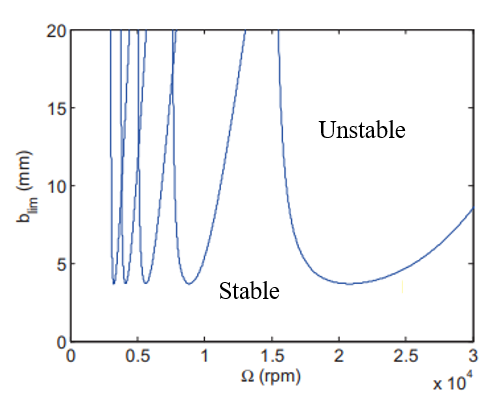 20
15
10
5
0
b_lim (mm)
Unstable
Stable
0 0.5 1 1.5 2 2.5 3
Ω (rpm)
x 10^4